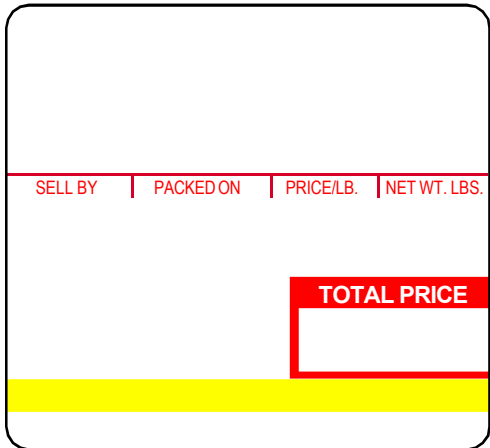 SELL BY PACKED ON PRICE/LB. NET WT. LBS.
TOTAL PRICE